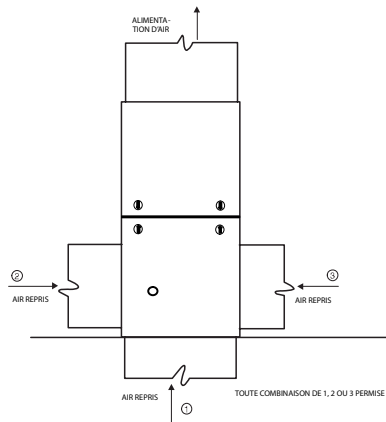 ALIMENTA-
TION D'AIR
②
AIR REPRIS
③
AIR REPRIS
AIR REPRIS
①
TOUTE COMBINAISON DE 1, 2 OU 3 PERMISE